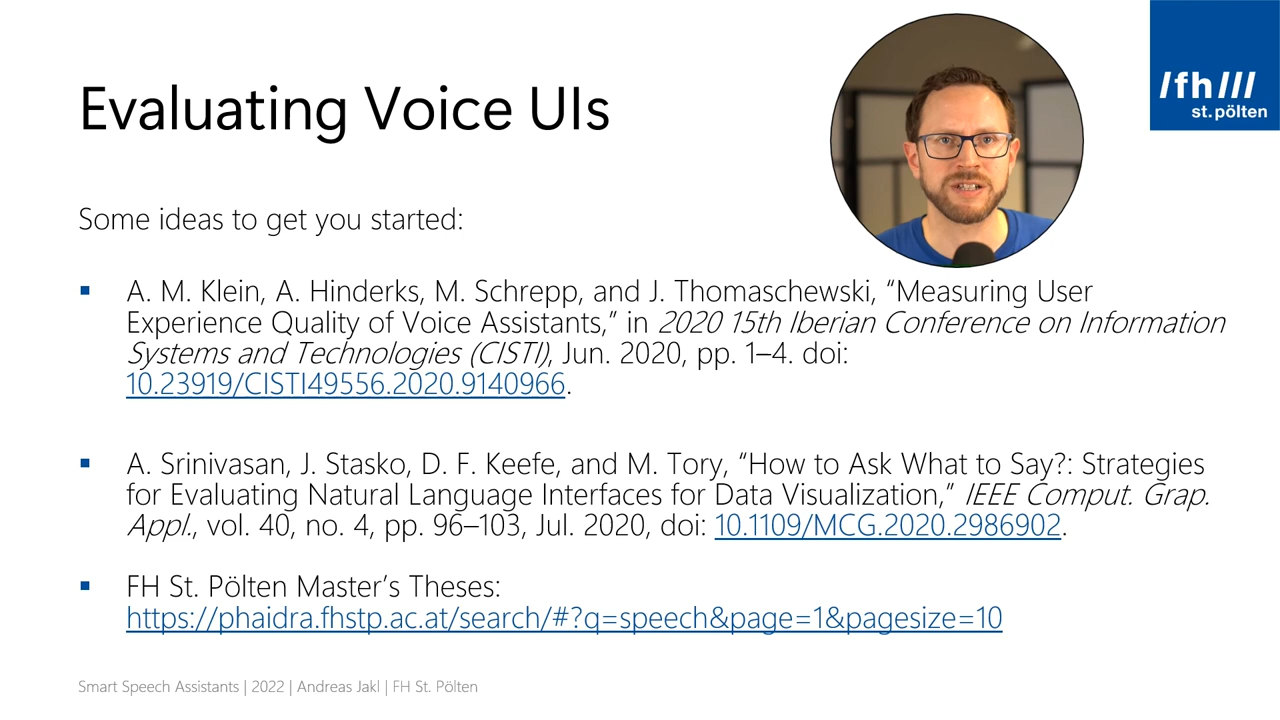 Evaluating Voice UIs
/fh///
st.pölten
Some ideas to get you started:
▪ A. M. Klein, A. Hinderks, M. Schrepp, and J. Thomaschewski, “Measuring User
Experience Quality of Voice Assistants,” in 2020 15th Iberian Conference on Information
Systems and Technologies (CISTI), Jun. 2020, pp. 1–4. doi:
10.23919/CISTI49556.2020.9140966.
▪ A. Srinivasan, J. Stasko, D. F. Keefe, and M. Tory, “How to Ask What to Say?: Strategies
for Evaluating Natural Language Interfaces for Data Visualization,” IEEE Comput. Grap.
Appl., vol. 40, no. 4, pp. 96–103, Jul. 2020, doi: 10.1109/MCG.2020.2986902.
▪ FH St. Pölten Master’s Theses:
https://phaidra.fhstp.ac.at/search/#?q=speech&page=1&pagesize=10
Smart Speech Assistants | 2022 | Andreas Jakl | FH St. Pölten